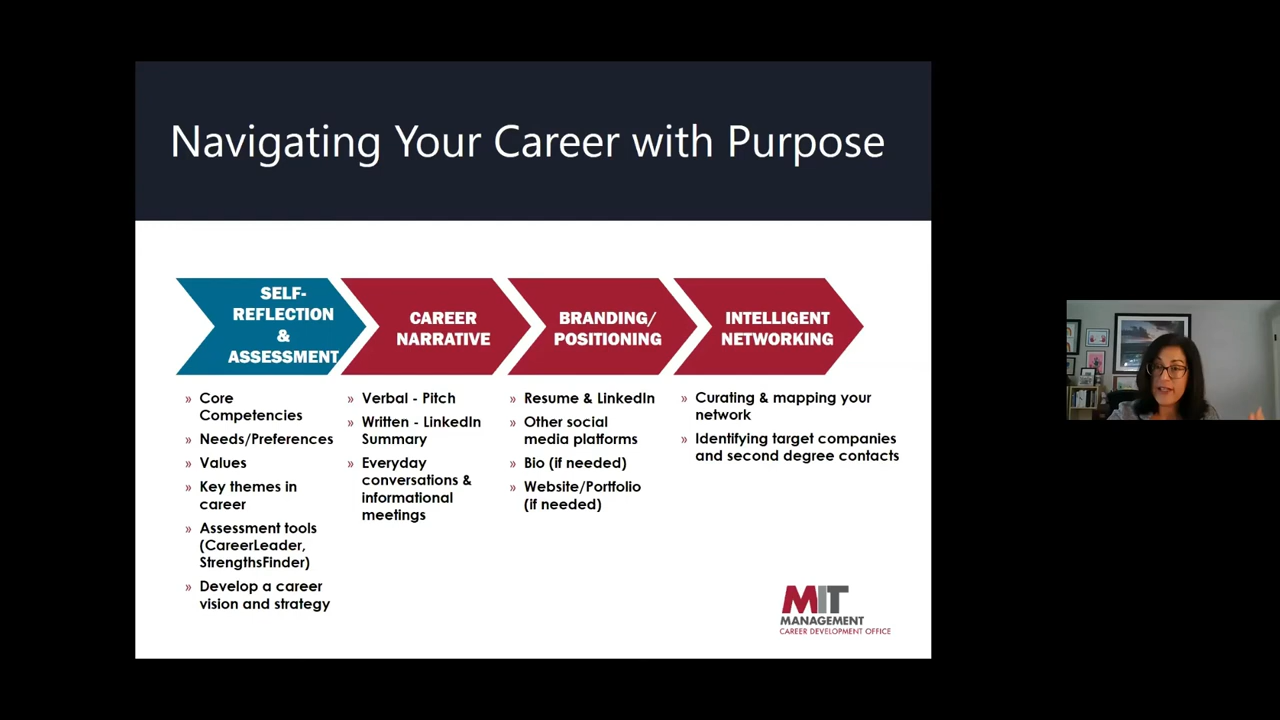 Navigating Your Career with Purpose
SELF-
REFLECTION
&
ASSESSMENT
CAREER
NARRATIVE
BRANDING/
POSITIONING
INTELLIGENT
NETWORKING
» Core
Competencies
» Needs/Preferences
» Values
» Key themes in
career
» Assessment tools
(CareerLeader,
StrengthsFinder)
» Develop a career
vision and strategy
» Verbal - Pitch
» Written - LinkedIn
Summary
» Everyday
conversations &
informational
meetings
» Resume & LinkedIn
» Other social
media platforms
» Bio (if needed)
» Website/Portfolio
(if needed)
» Curating & mapping your
network
» Identifying target companies
and second degree contacts
MIT
MANAGEMENT
CAREER DEVELOPMENT OFFICE